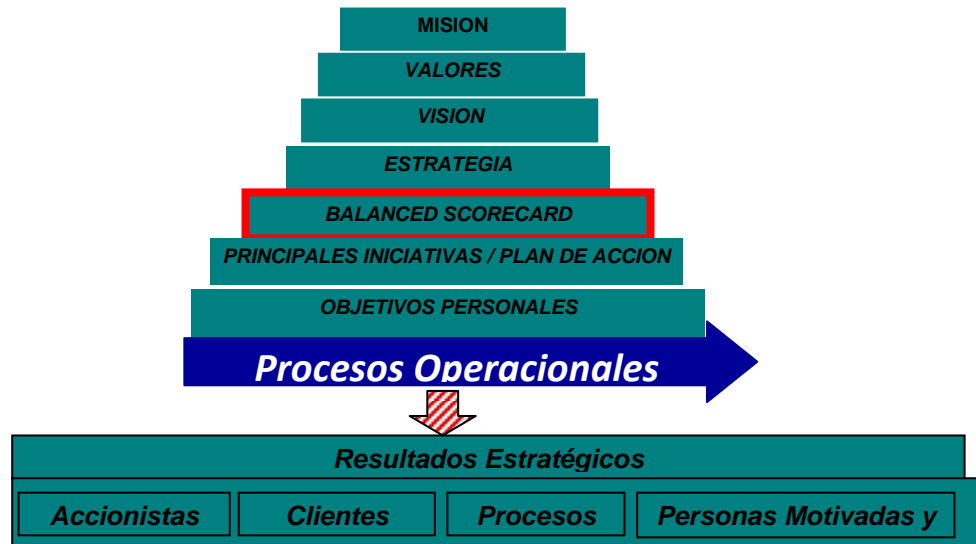 MISION
VALORES
VISION
ESTRATEGIA
BALANCED SCORECARD
PRINCIPALES INICIATIVAS / PLAN DE ACCION
OBJETIVOS PERSONALES
Procesos Operacionales
Resultados Estratégicos
Accionistas
Clientes
Procesos
Personas Motivadas y